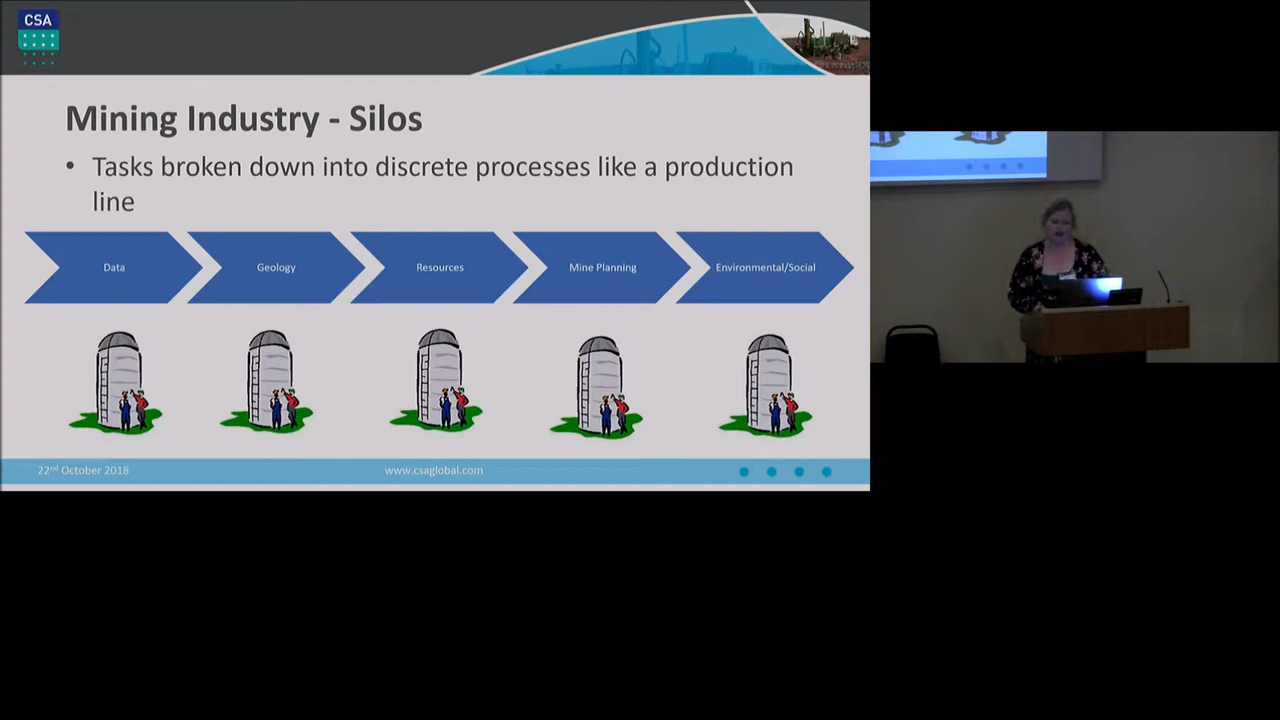 CSA
Mining Industry - Silos
• Tasks broken down into discrete processes like a production
line
Data
Geology
Resources
Mine Planning
Environmental/Social
22nd October 2018
www.csaglobal.com